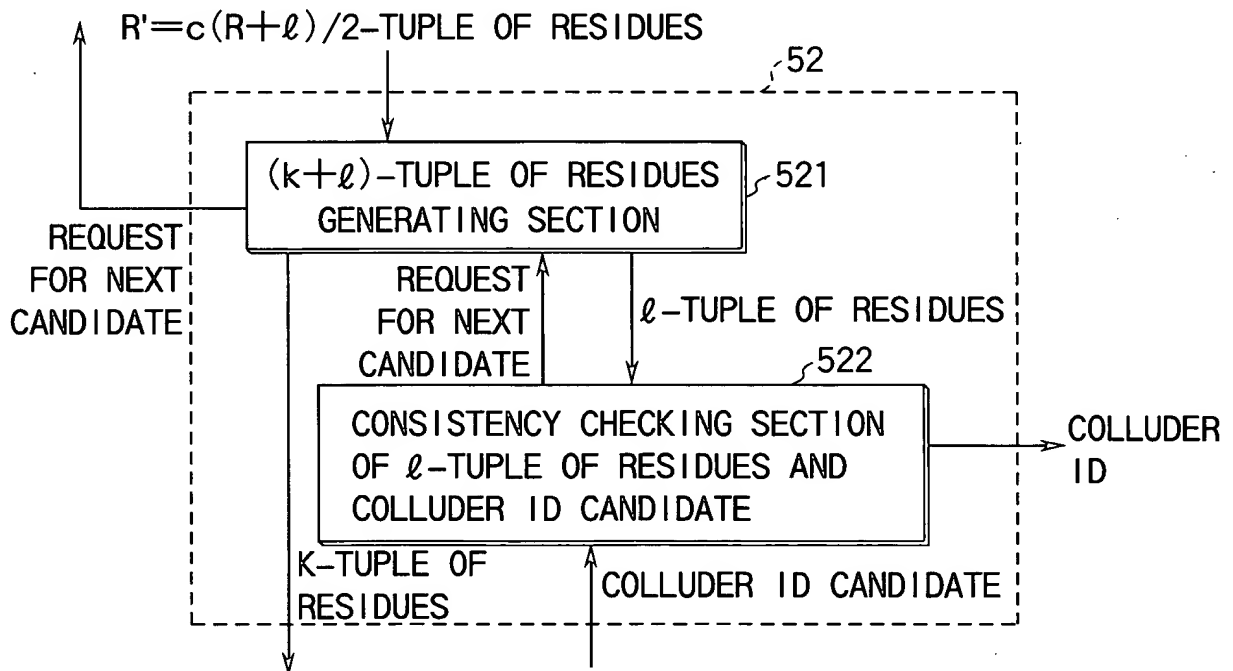 R'=c(R+ℓ)/2-TUPLE OF RESIDUES
52
(k+ℓ)-TUPLE OF RESIDUES
GENERATING SECTION
521
REQUEST
FOR NEXT
CANDIDATE
REQUEST
FOR NEXT
CANDIDATE
ℓ-TUPLE OF RESIDUES
522
CONSISTENCY CHECKING SECTION
OF ℓ-TUPLE OF RESIDUES AND
COLLUDER ID CANDIDATE
COLLUDER
ID
K-TUPLE OF
RESIDUES
COLLUDER ID CANDIDATE